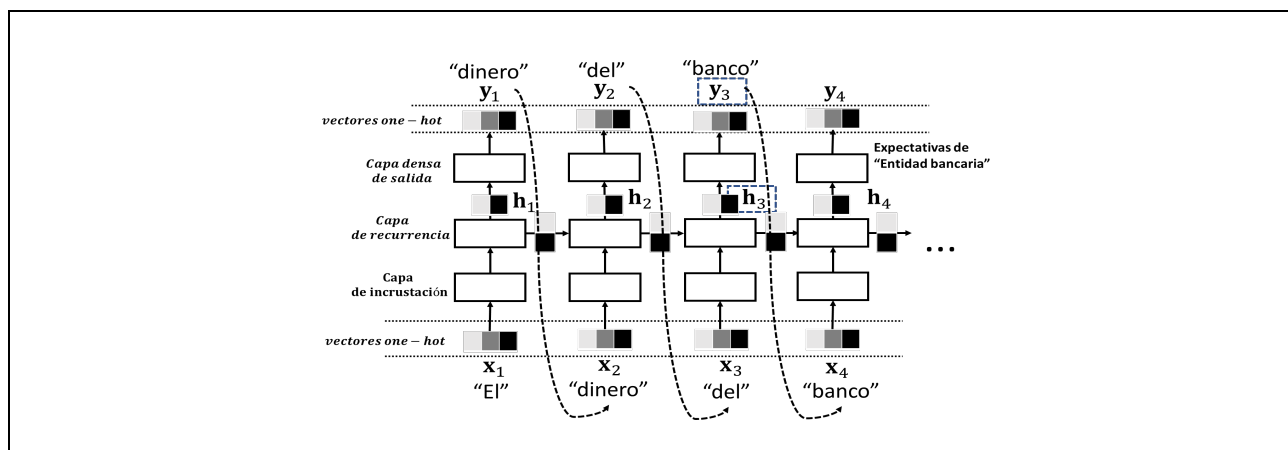 “dinero” “del” “banco”
y₁ y₂ y₃ y₄
vectores one − hot
Expectativas de
“Entidad bancaria”
Capa densa
de salida
h₁ h₂ h₃ h₄
Capa
de recurrencia
...
Capa
de incrustación
vectores one − hot
x₁ x₂ x₃ x₄
“El” “dinero” “del” “banco”